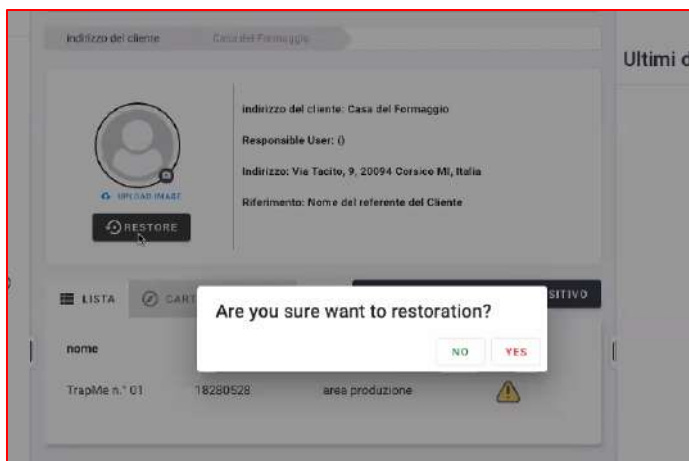 indirizzo del cliente
Casa del Formaggio
Ultimi d
indirizzo del cliente: Casa del Formaggio
Responsible User: ()
Indirizzo: Via Tacito, 9, 20094 Corsico MI, Italia
UPLOAD IMAGE
Riferimento: Nome del referente del Cliente
RESTORE
LISTA
CART
SITIVO
Are you sure want to restoration?
NO
YES
nome
TrapMe n.° 01
18280528
area produzione